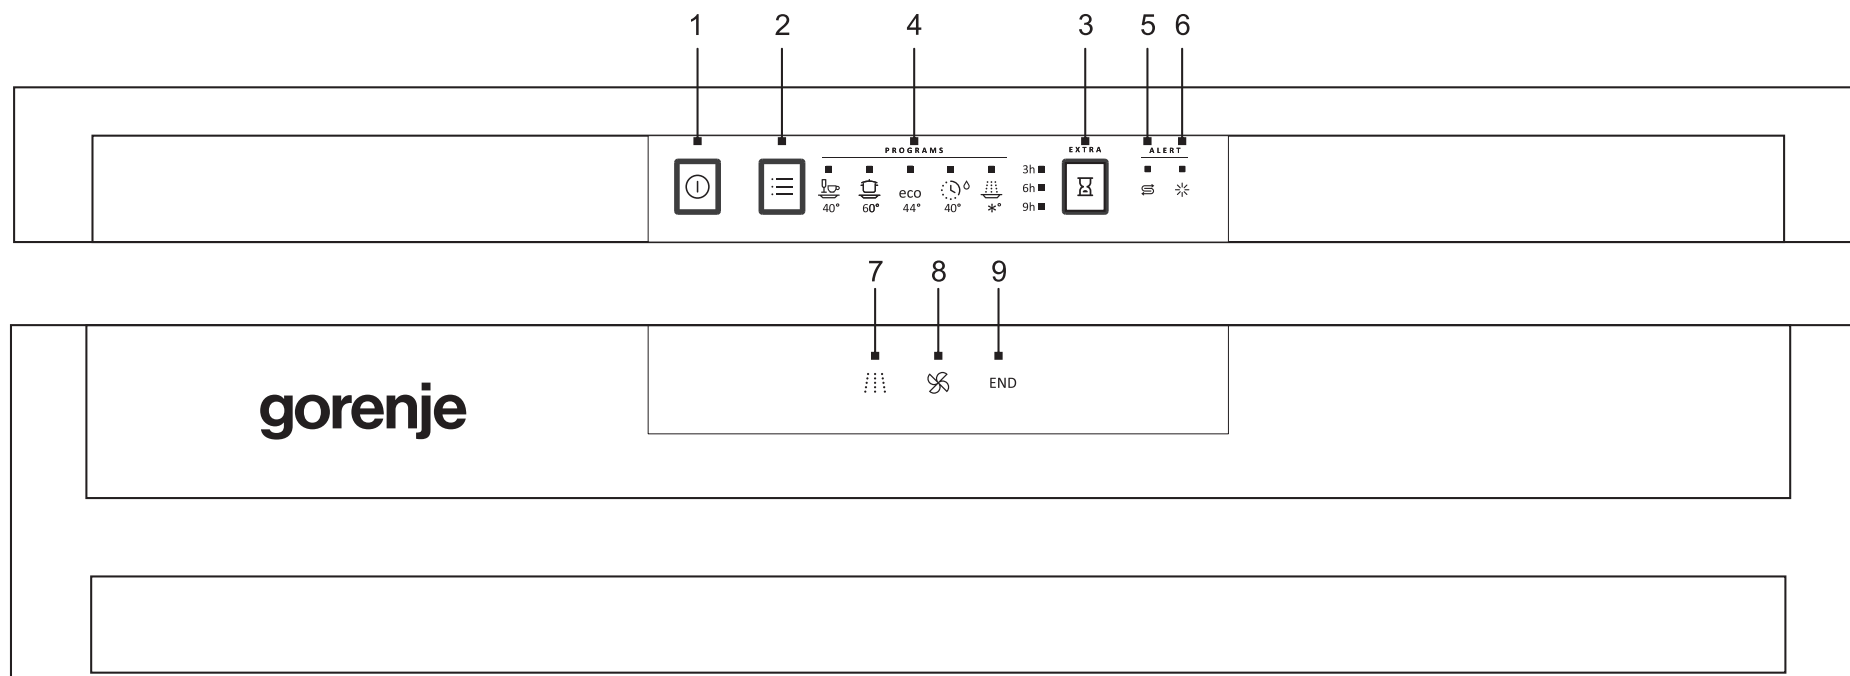 1 2 4 3 5 6
PROGRAMS EXTRA ALERT
3h
6h
eco
40° 60° 44° 40° *° 9h
7 8 9
END
gorenje